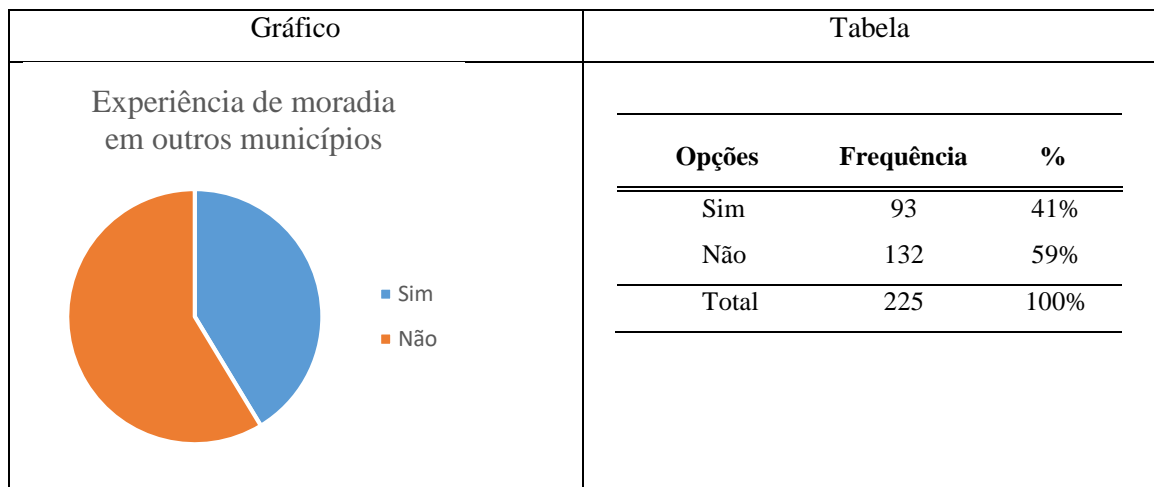 Gráfico
Tabela
Experiência de moradia
em outros municípios
Sim
Não
Opções Frequência %
Sim 93 41%
Não 132 59%
Total 225 100%